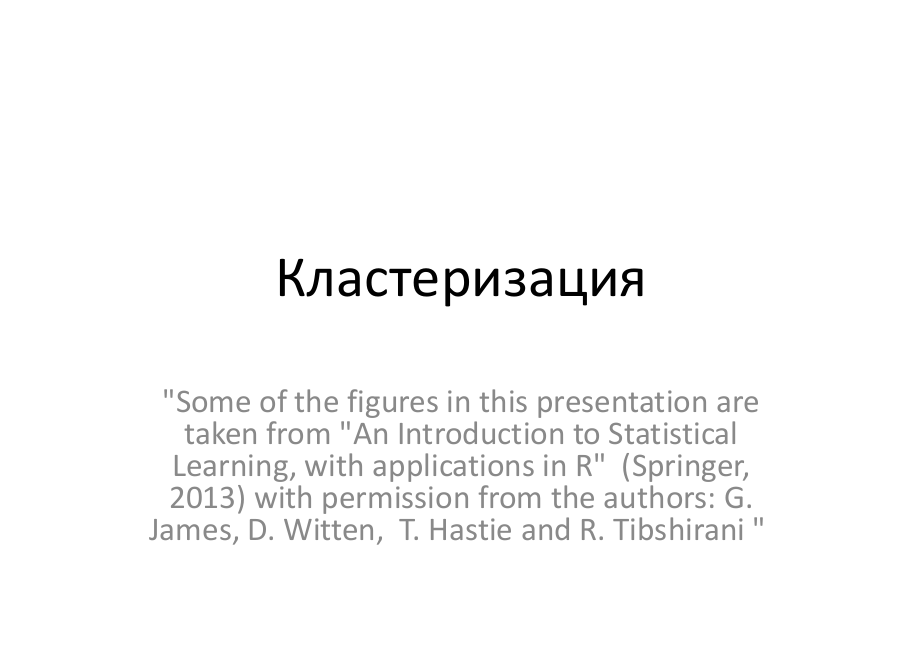 Кластеризация
"Some of the figures in this presentation are
taken from "An Introduction to Statistical
Learning, with applications in R"  (Springer,
2013) with permission from the authors: G.
James, D. Witten,  T. Hastie and R. Tibshirani "